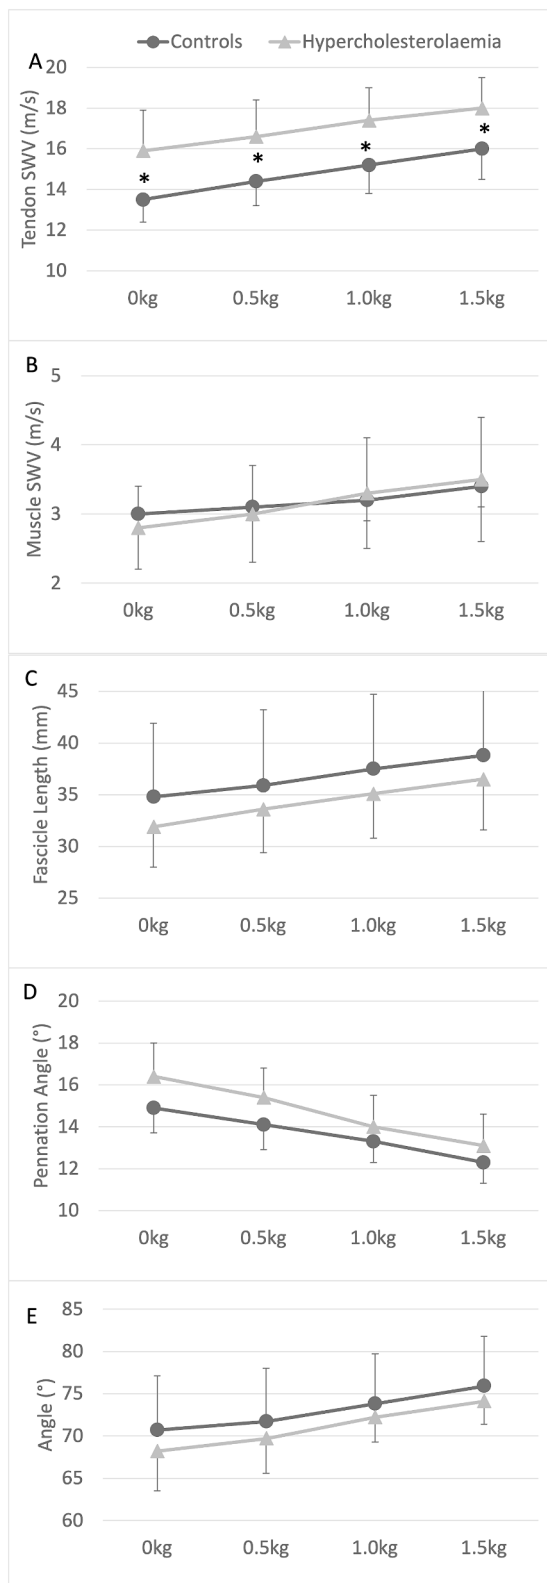 Controls Hypercholesterolaemia
A
Tendon SWV (m/s)
20
18
16
14
12
10
* * * *
0kg 0.5kg 1.0kg 1.5kg
B
Muscle SWV (m/s)
5
4
3
2
0kg 0.5kg 1.0kg 1.5kg
C
Fascicle Length (mm)
45
40
35
30
25
0kg 0.5kg 1.0kg 1.5kg
D
Pennation Angle (°)
20
18
16
14
12
10
0kg 0.5kg 1.0kg 1.5kg
E
Angle (°)
85
80
75
70
65
60
0kg 0.5kg 1.0kg 1.5kg